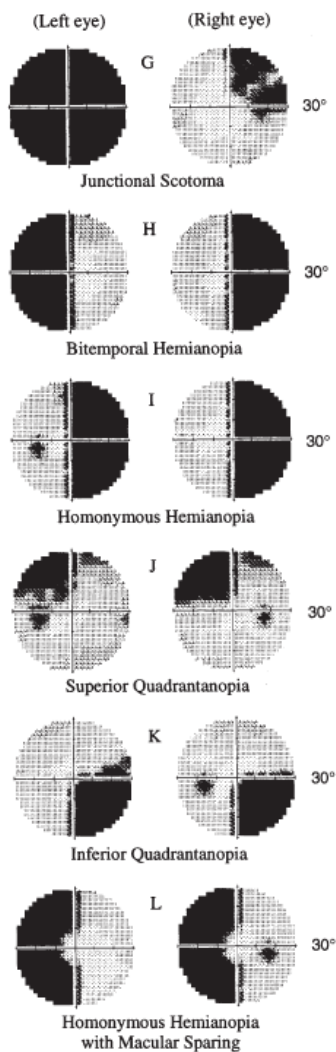 (Left eye) (Right eye)
G
30°
Junctional Scotoma
H
30°
Bitemporal Hemianopia
I
30°
Homonymous Hemianopia
J
30°
Superior Quadrantanopia
K
30°
Inferior Quadrantanopia
L
30°
Homonymous Hemianopia
with Macular Sparing